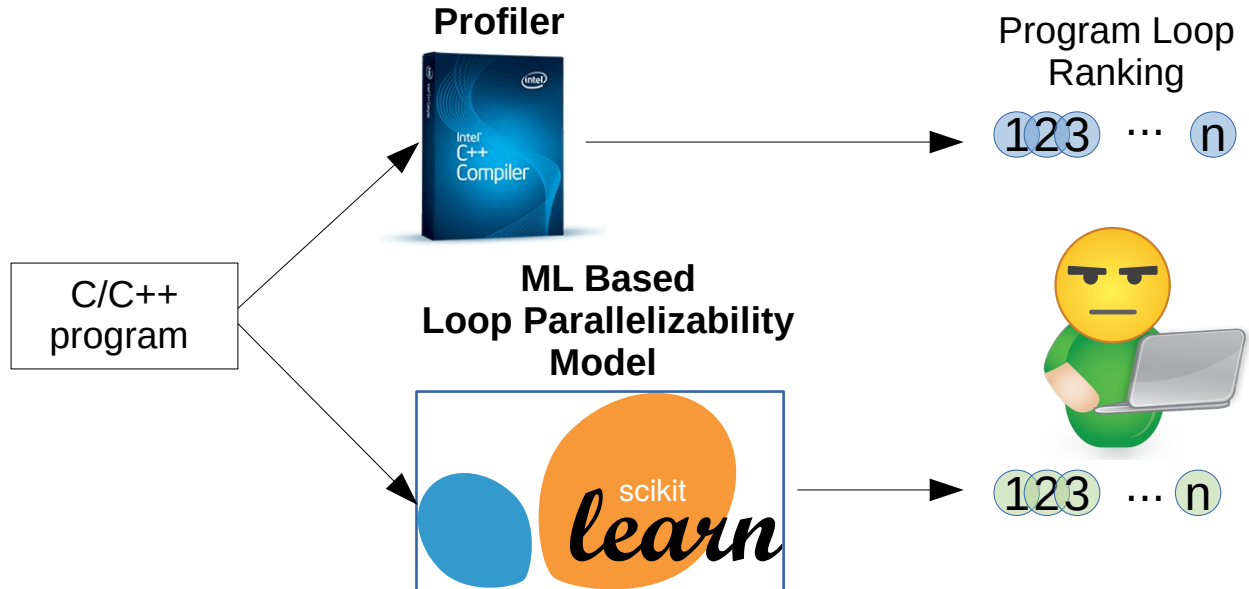 Profiler
Program Loop
Ranking
intel
Intel®
C++
Compiler
1 2 3 ... n
C/C++
program
ML Based
Loop Parallelizability
Model
scikit
learn
1 2 3 ... n